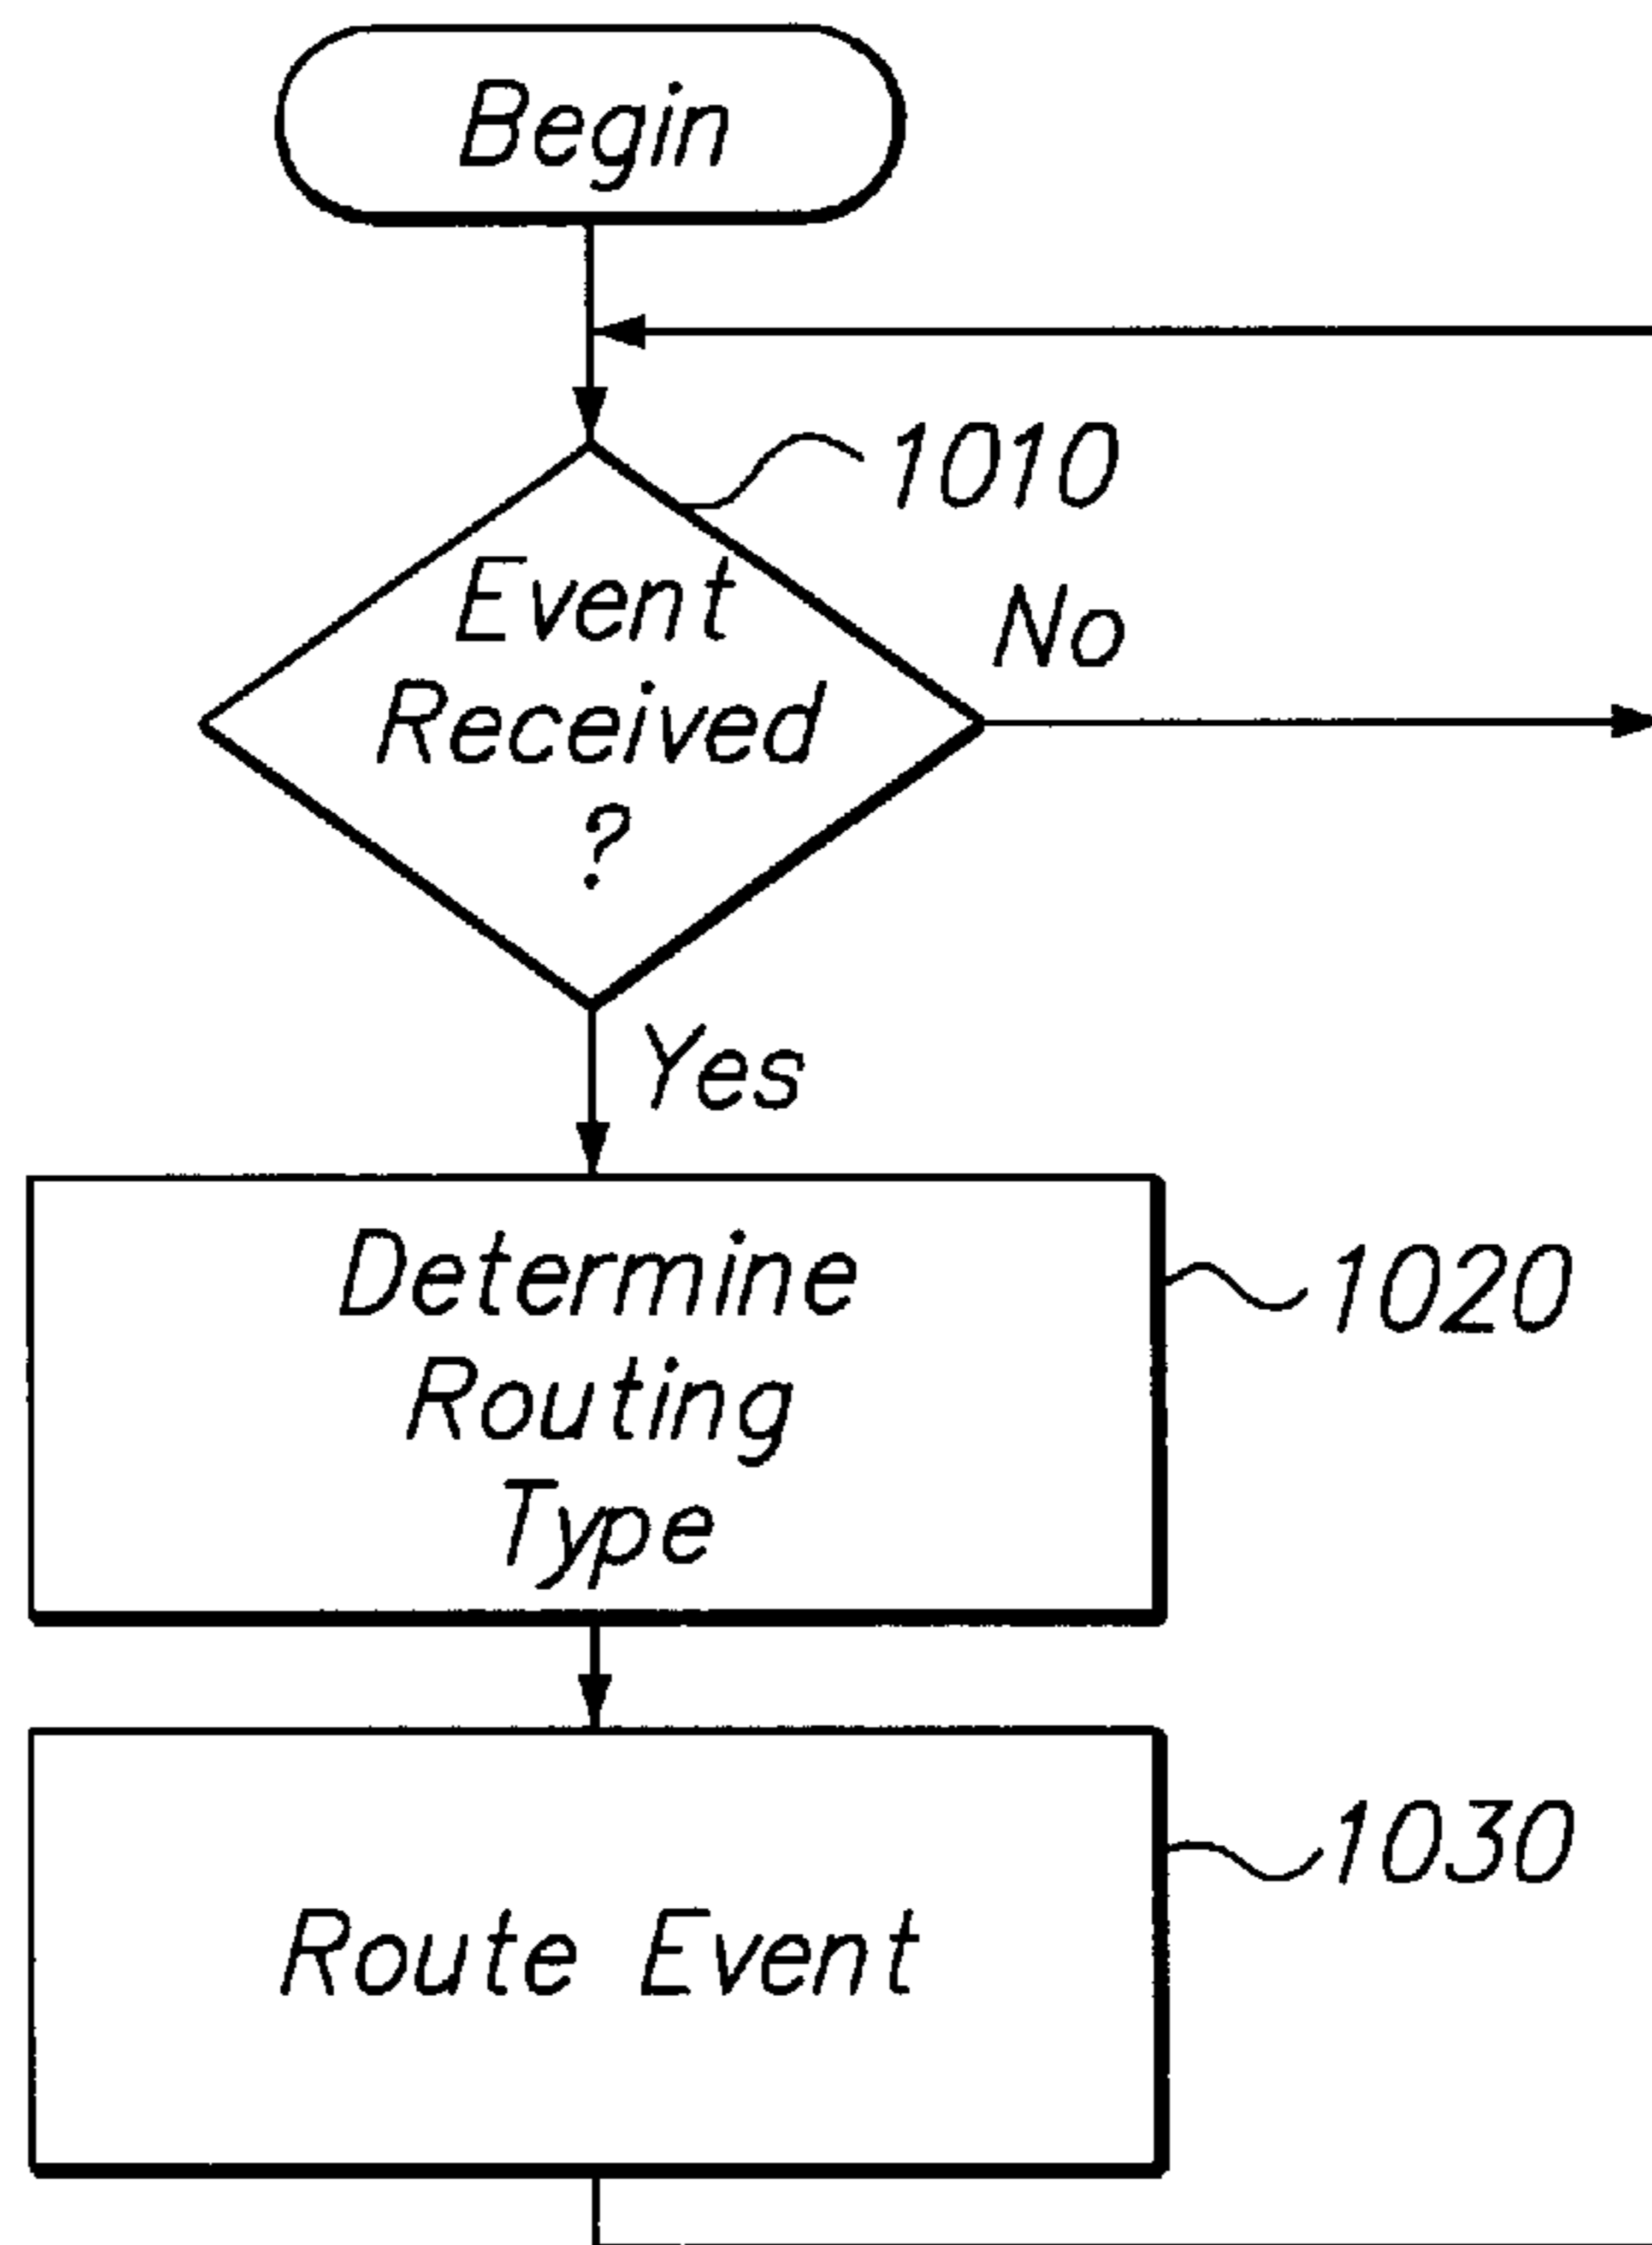 Begin
1010
Event
Received
?
No
Yes
Determine
Routing
Type
1020
1030
Route Event